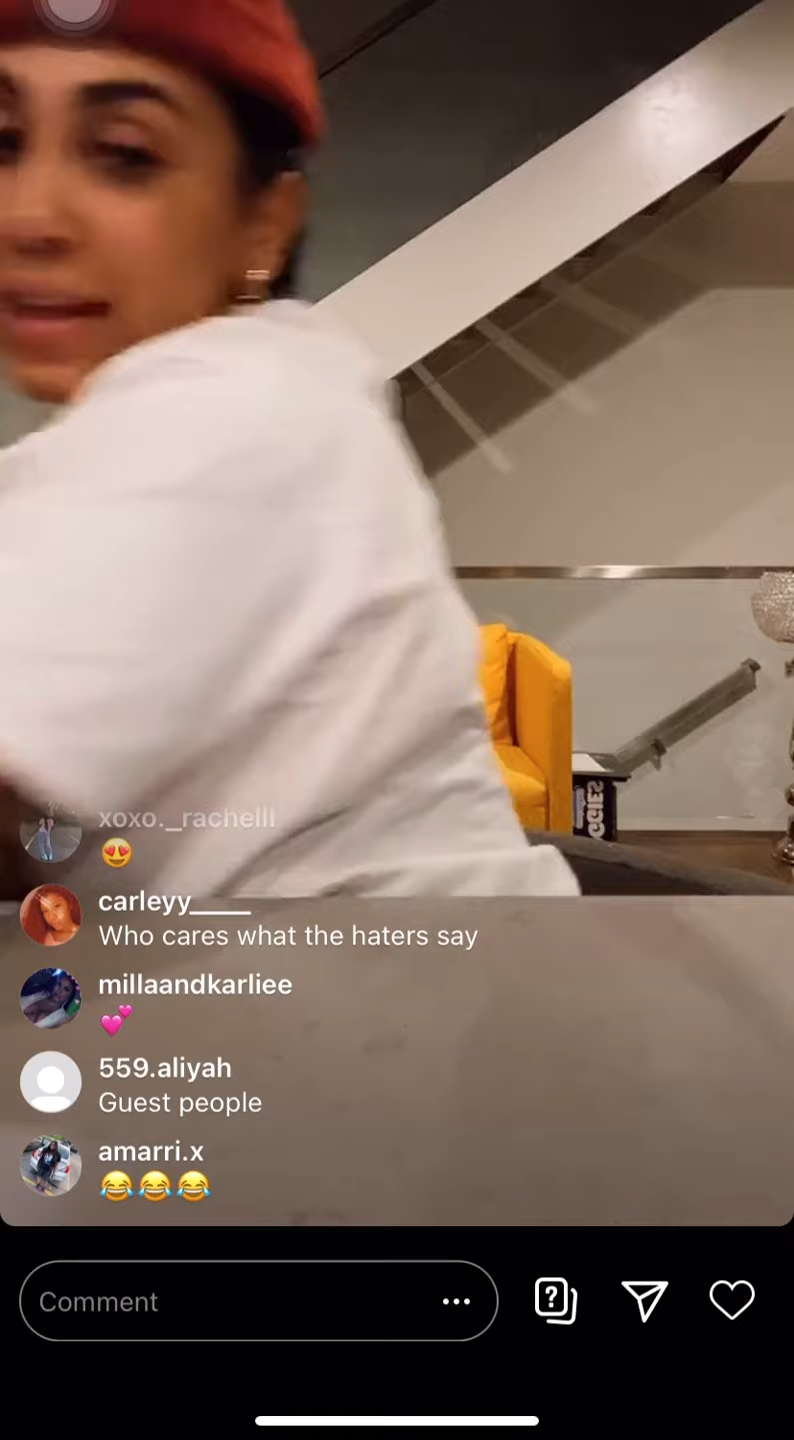 xoxo._rachelll
😍
carleyy_____
Who cares what the haters say
millaandkarliee
💕
559.aliyah
Guest people
amarri.x
😂😂😂
Comment